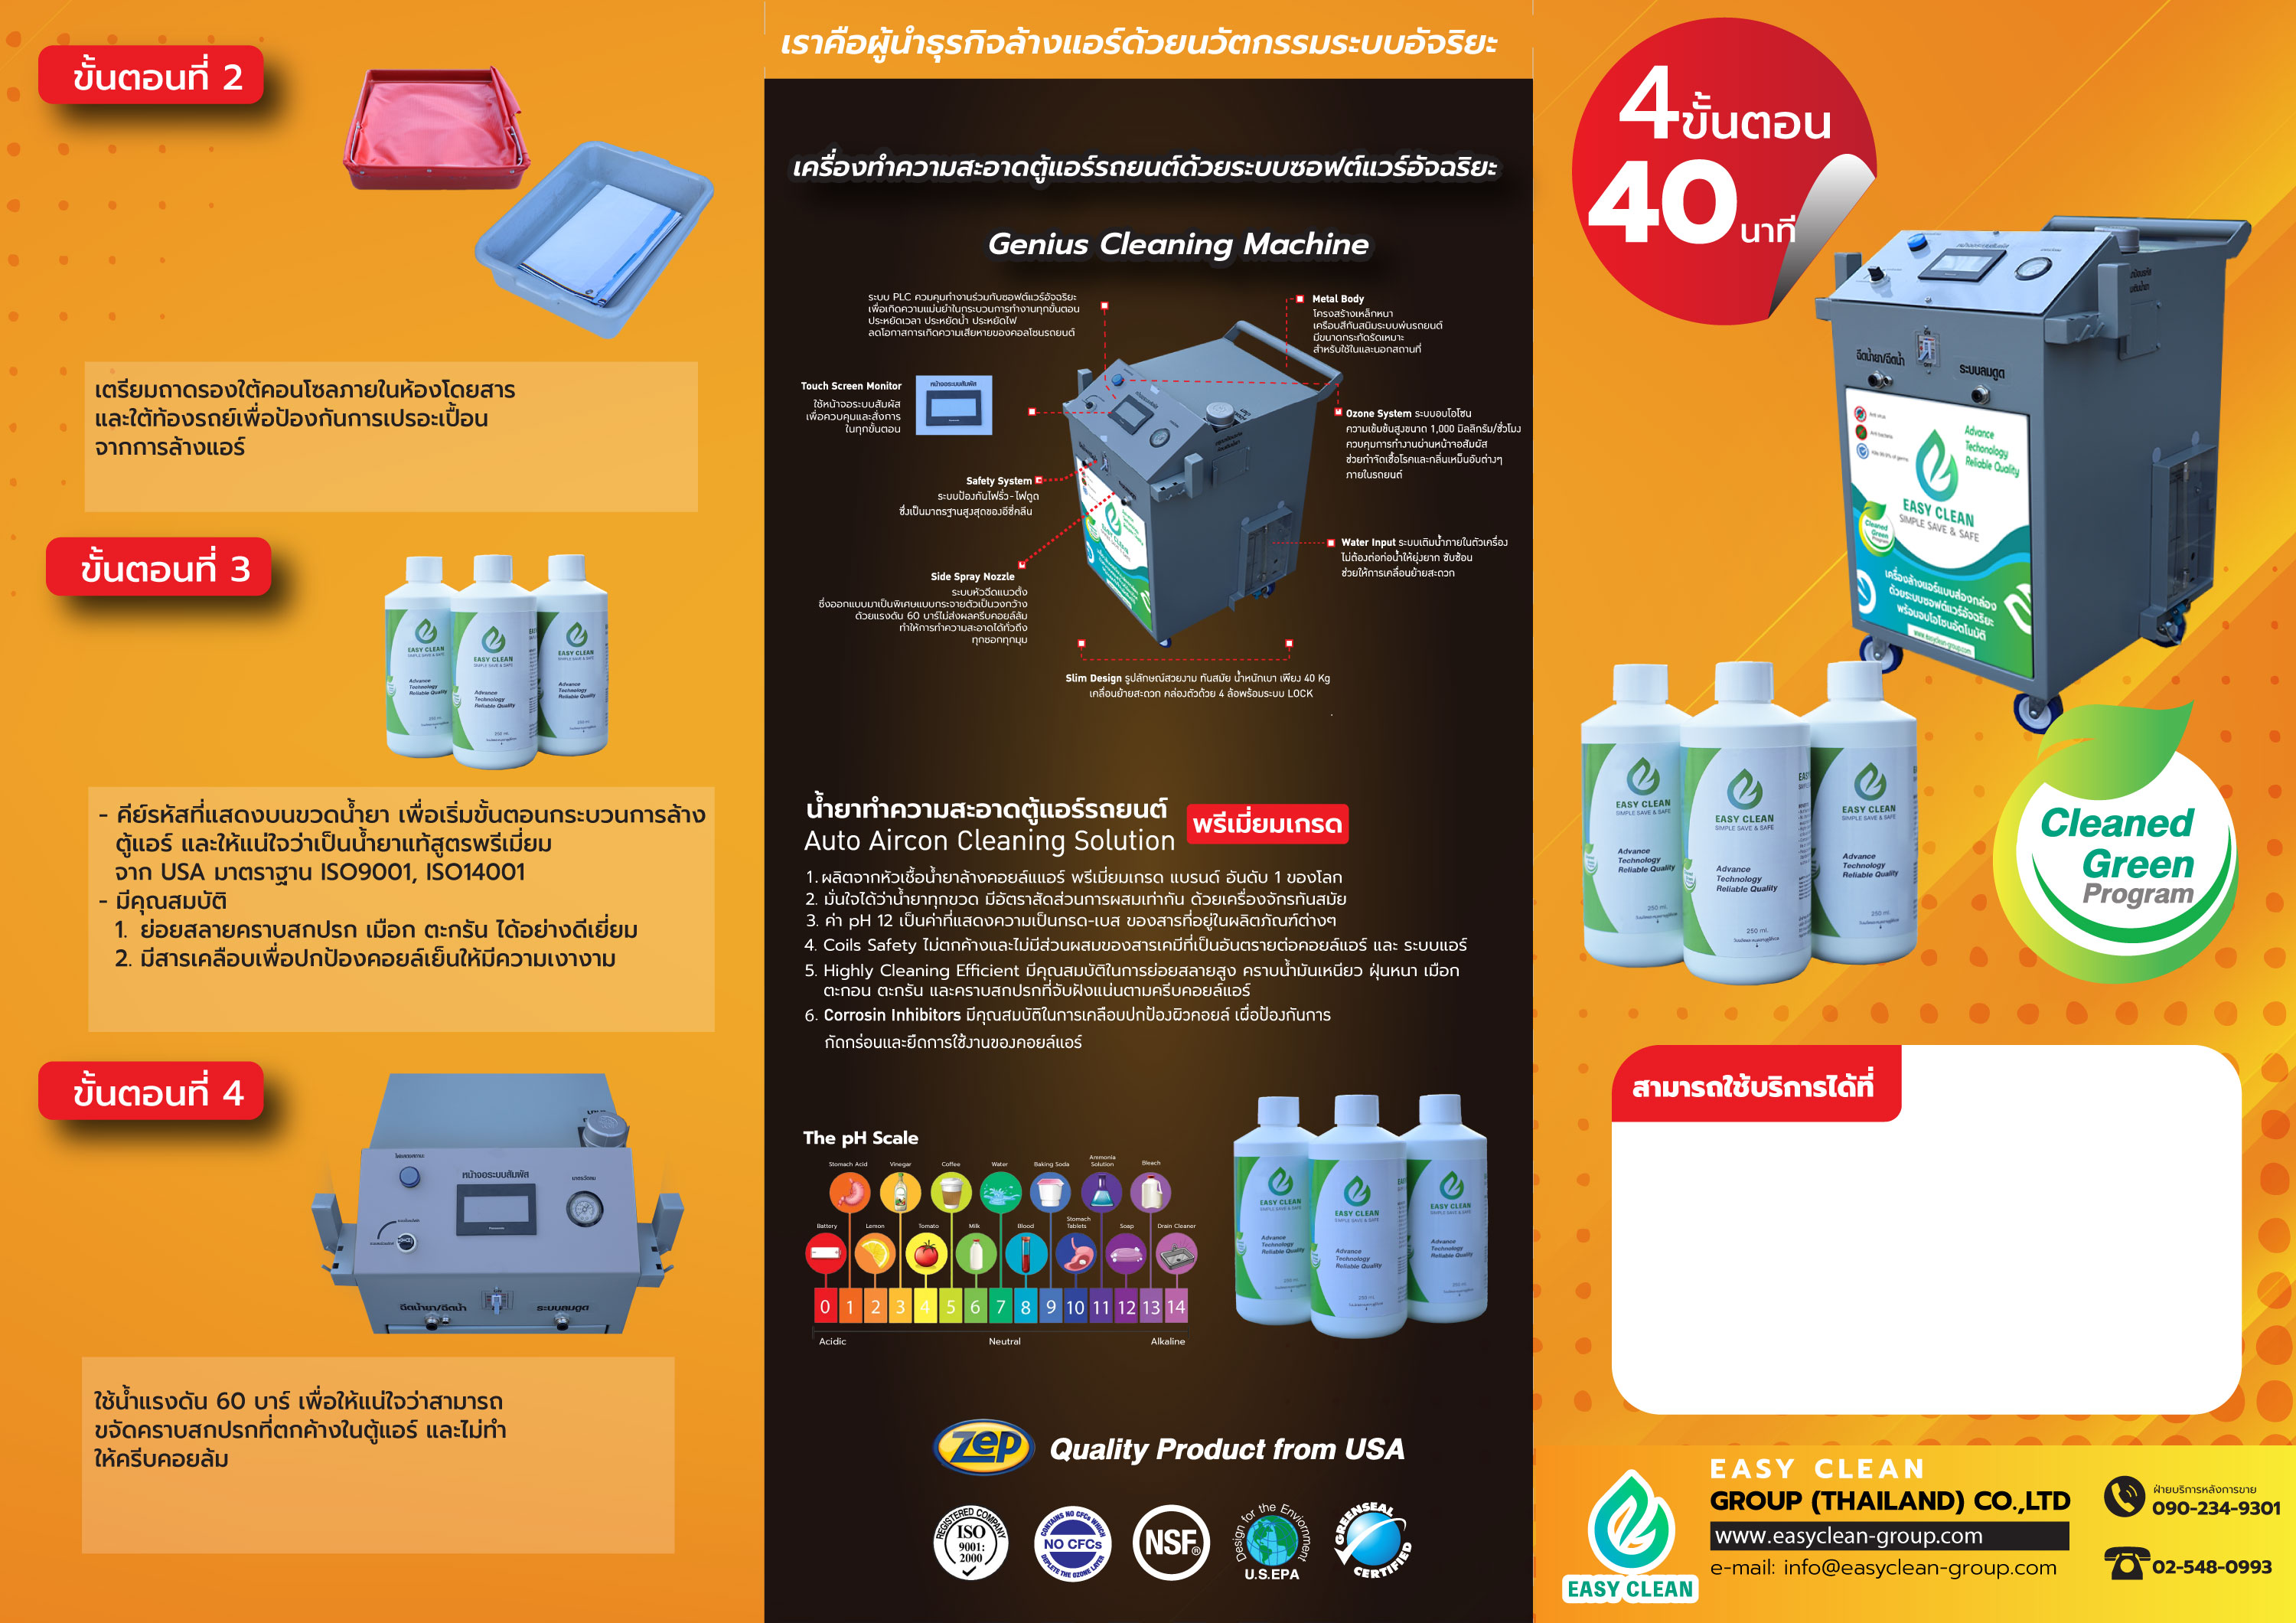 ขั้นตอนที่ 2
เตรียมถาดรองใต้คอนโซลภายในห้องโดยสาร
และใต้ท้องรถย์เพื่อป้องกันการเปรอะเปื้อน
จากการล้างแอร์
ขั้นตอนที่ 3
EASY CLEAN
SIMPLE SAVE & SAFE
Advance
Technology
Reliable Quality
250 ml.
- คีย์รหัสที่แสดงบนขวดน้ำยา เพื่อเริ่มขั้นตอนกระบวนการล้าง
ตู้แอร์ และให้แน่ใจว่าเป็นน้ำยาแท้สูตรพรีเมี่ยม
จาก USA มาตราฐาน ISO9001, ISO14001
- มีคุณสมบัติ
1. ย่อยสลายคราบสกปรก เมือก ตะกรัน ได้อย่างดีเยี่ยม
2. มีสารเคลือบเพื่อปกป้องคอยล์เย็นให้มีความเงางาม
ขั้นตอนที่ 4
หน้าจอระบบสัมผัส
ฉีดน้ำยา/ฉีดน้ำ
ระบบลมดูด
ใช้น้ำแรงดัน 60 บาร์ เพื่อให้แน่ใจว่าสามารถ
ขจัดคราบสกปรกที่ตกค้างในตู้แอร์ และไม่ทำ
ให้ครีบคอยล้ม
เราคือผู้นำธุรกิจล้างแอร์ด้วยนวัตกรรมระบบอัจริยะ
เครื่องทำความสะอาดตู้แอร์รถยนต์ด้วยระบบซอฟต์แวร์อัจฉริยะ
Genius Cleaning Machine
ระบบ PLC ควมคุมทำงานร่วมกับซอฟต์แวร์อัจฉริยะ
เพื่อเกิดความแม่นยำในกระบวนการทำงานทุกขั้นตอน
ประหยัดเวลา ประหยัดน้ำ ประหยัดไฟ
ลดโอกาสการเกิดความเสียหายของคอลโซนรถยนต์
Metal Body
โครงสร้างเหล็กหนา
เครือบสีกันสนิมระบบพ่นรถยนต์
มีขนาดกระทัดรัดเหมาะ
สำหรับใช้ในและนอกสถานที่
Touch Screen Monitor
ใช้หน้าจอระบบสัมผัส
เพื่อควบคุมและสั่งการ
ในทุกขั้นตอน
หน้าจอระบบสัมผัส
Ozone System ระบบอบโอโซน
ความเข้มข้นสูงขนาด 1,000 มิลลิกรัม/ชั่วโมง
ควบคุมการทำงานผ่านหน้าจอสัมผัส
ช่วยกำจัดเชื้อโรคและกลิ่นเหม็นอับต่างๆ
ภายในรถยนต์
Safety System
ระบบป้องกันไฟรั่ว-ไฟดูด
ซึ่งเป็นมาตรฐานสูงสุดของอีซี่คลีน
Water Input ระบบเติมน้ำภายในตัวเครื่อง
ไม่ต้องต่อท่อน้ำให้ยุ่งยาก ซับซ้อน
ช่วยให้การเคลื่อนย้ายสะดวก
Side Spray Nozzle
ระบบหัวฉีดแนวตั้ง
ซึ่งออกแบบมาเป็นพิเศษแบบกระจายตัวเป็นวงกว้าง
ด้วยแรงดัน 60 บาร์ไม่ส่งผลครีบคอยล์ล้ม
ทำให้การทำความสะอาดได้ทั่วถึง
ทุกซอกทุกมุม
Slim Design รูปลักษณ์สวยงาม ทันสมัย น้ำหนักเบา เพียง 40 Kg
เคลื่อนย้ายสะดวก คล่องตัวด้วย 4 ล้อพร้อมระบบ LOCK
น้ำยาทำความสะอาดตู้แอร์รถยนต์
Auto Aircon Cleaning Solution
พรีเมี่ยมเกรด
1. ผลิตจากหัวเชื้อน้ำยาล้างคอยล์แแอร์ พรีเมี่ยมเกรด แบรนด์ อันดับ 1 ของโลก
2. มั่นใจได้ว่าน้ำยาทุกขวด มีอัตราสัดส่วนการผสมเท่ากัน ด้วยเครื่องจักรทันสมัย
3. ค่า pH 12 เป็นค่าที่แสดงความเป็นกรด-เบส ของสารที่อยู่ในผลิตภัณฑ์ต่างๆ
4. Coils Safety ไม่ตกค้างและไม่มีส่วนผสมของสารเคมีที่เป็นอันตรายต่อคอยล์แอร์ และ ระบบแอร์
5. Highly Cleaning Efficient มีคุณสมบัติในการย่อยสลายสูง คราบน้ำมันเหนียว ฝุ่นหนา เมือก
ตะกอน ตะกรัน และคราบสกปรกที่จับฝังแน่นตามครีบคอยล์แอร์
6. Corrosin Inhibitors มีคุณสมบัติในการเคลือบปกป้องผิวคอยล์ เผื่อป้องกันการ
กัดกร่อนและยืดการใช้งานของคอยล์แอร์
The pH Scale
Stomach Acid Vinegar Coffee Water Baking Soda Ammonia Solution Bleach
Battery Lemon Tomato Milk Blood Stomach Tablets Soap Drain Cleaner
0 1 2 3 4 5 6 7 8 9 10 11 12 13 14
Acidic Neutral Alkaline
EASY CLEAN
Advance
Technology
Reliable Quality
Zep Quality Product from USA
REGISTERED COMPANY
ISO
9001:
2000
CONTAINS NO CFCs WHICH
NO CFCs
DEPLETE THE OZONE LAYER
NSF®
Design for the Enviornment
U.S.EPA
GREENSEAL
CERTIFIED
4ขั้นตอน
40นาที
ฉีดน้ำยา/ฉีดน้ำ
ON
OFF
ระบบลมดูด
Anti virus
Anti bacteria
Advance
Techonology
Reliable Quality
EASY CLEAN
SIMPLE SAVE & SAFE
Cleaned
Green
Program
เครื่องล้างแอร์แบบส่องกล้อง
ด้วยระบบซอฟต์แวร์อัจฉริยะ
พร้อมอบโอโซนอัตโนมัติ
www.easyclean-group.com
EASY CLEAN
SIMPLE SAVE & SAFE
Advance
Technology
Reliable Quality
250 ml.
Cleaned
Green
Program
สามารถใช้บริการได้ที่
EASY CLEAN
EASY CLEAN
GROUP (THAILAND) CO.,LTD
www.easyclean-group.com
e-mail: info@easyclean-group.com
ฝ่ายบริการหลังการขาย
090-234-9301
02-548-0993